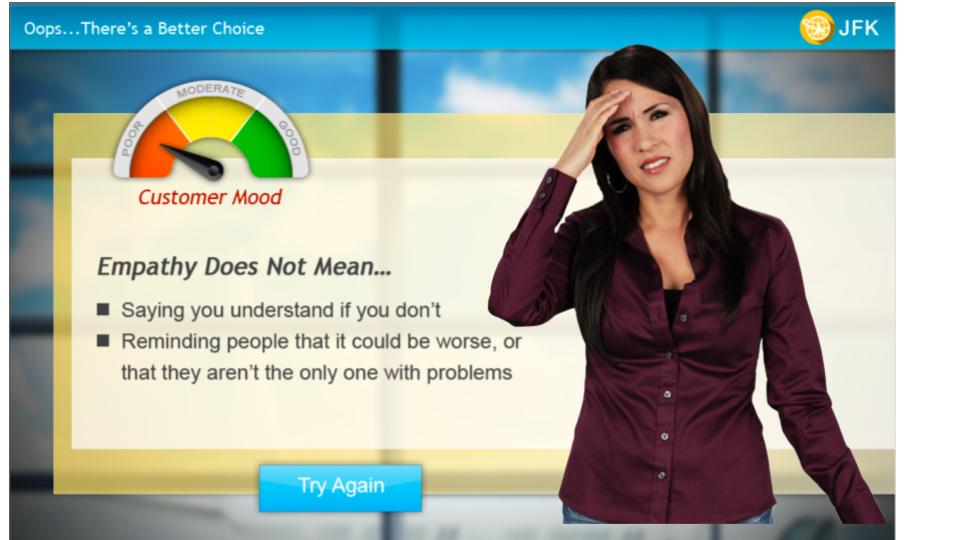 Oops...There's a Better Choice
JFK
POOR
MODERATE
GOOD
Customer Mood
Empathy Does Not Mean...
Saying you understand if you don't
Reminding people that it could be worse, or
that they aren't the only one with problems
Try Again